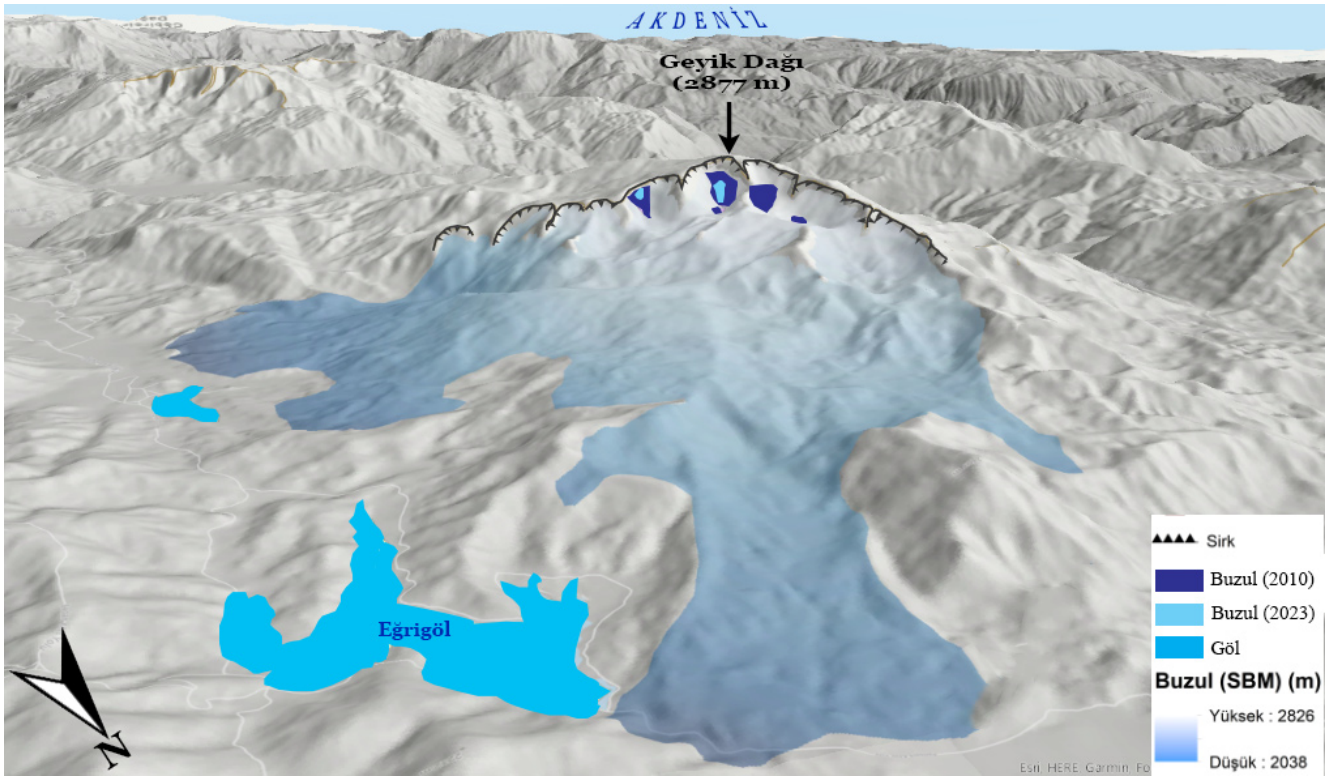 AKDENİZ
Geyik Dağı
(2877 m)
Eğrigöl
N
Sirk
Buzul (2010)
Buzul (2023)
Göl
Buzul (SBM) (m)
Yüksek : 2826
Düşük : 2038
Esri, HERE, Garmin, Fo